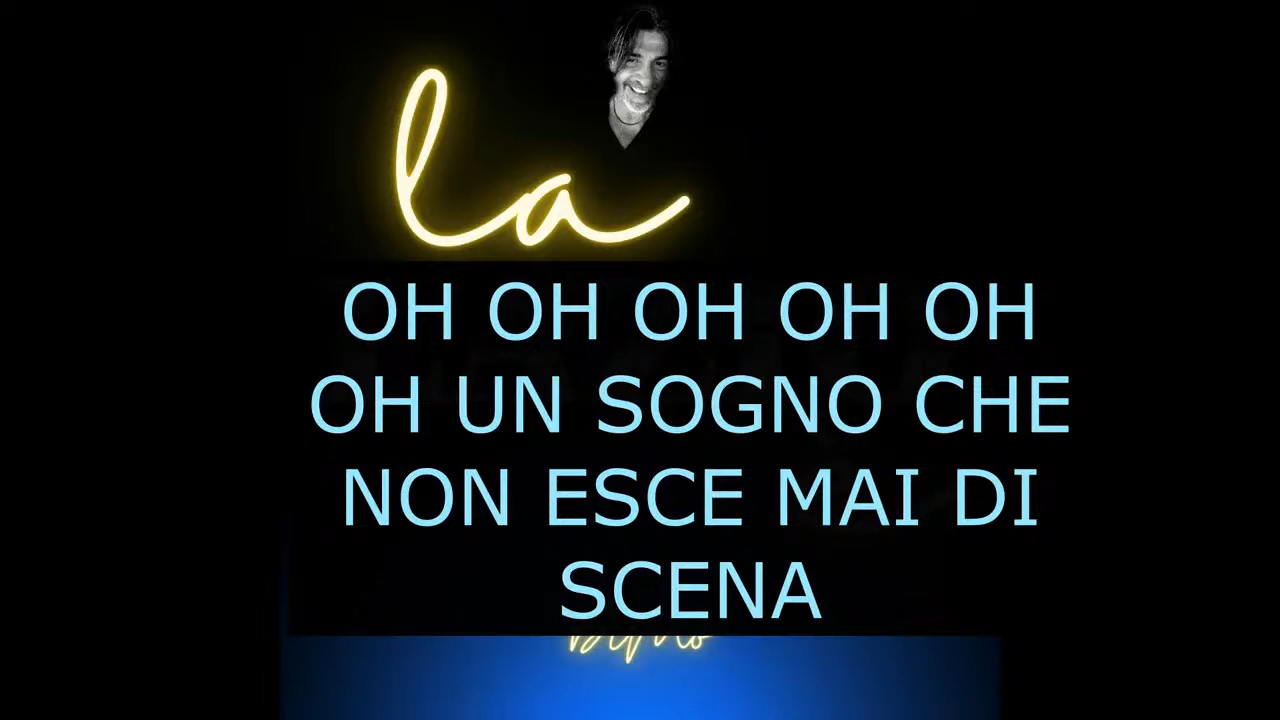 la
OH OH OH OH OH
OH UN SOGNO CHE
NON ESCE MAI DI
SCENA